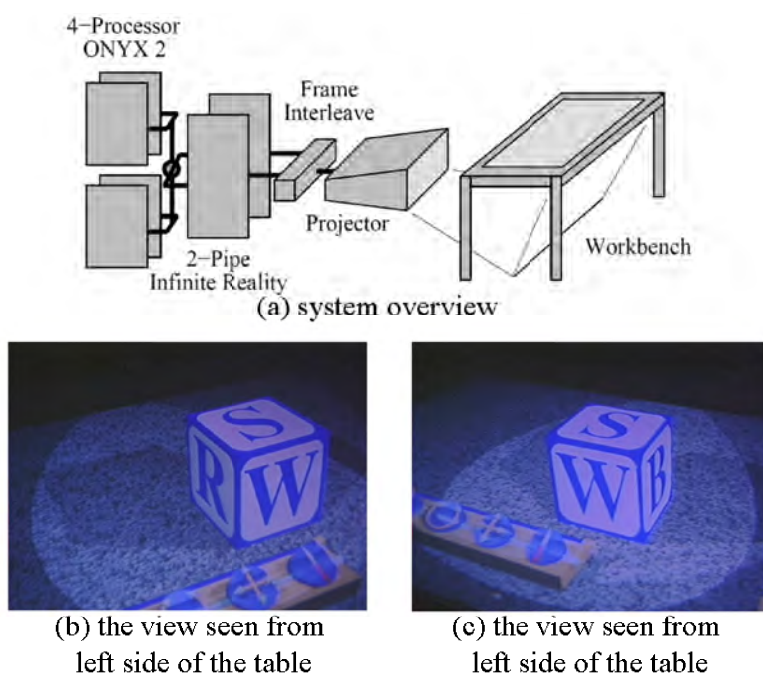 4−Processor
ONYX 2
Frame
Interleave
Projector
Workbench
2−Pipe
Infinite Reality
(a) system overview
S
R W
S
W B
(b) the view seen from
left side of the table
(c) the view seen from
left side of the table